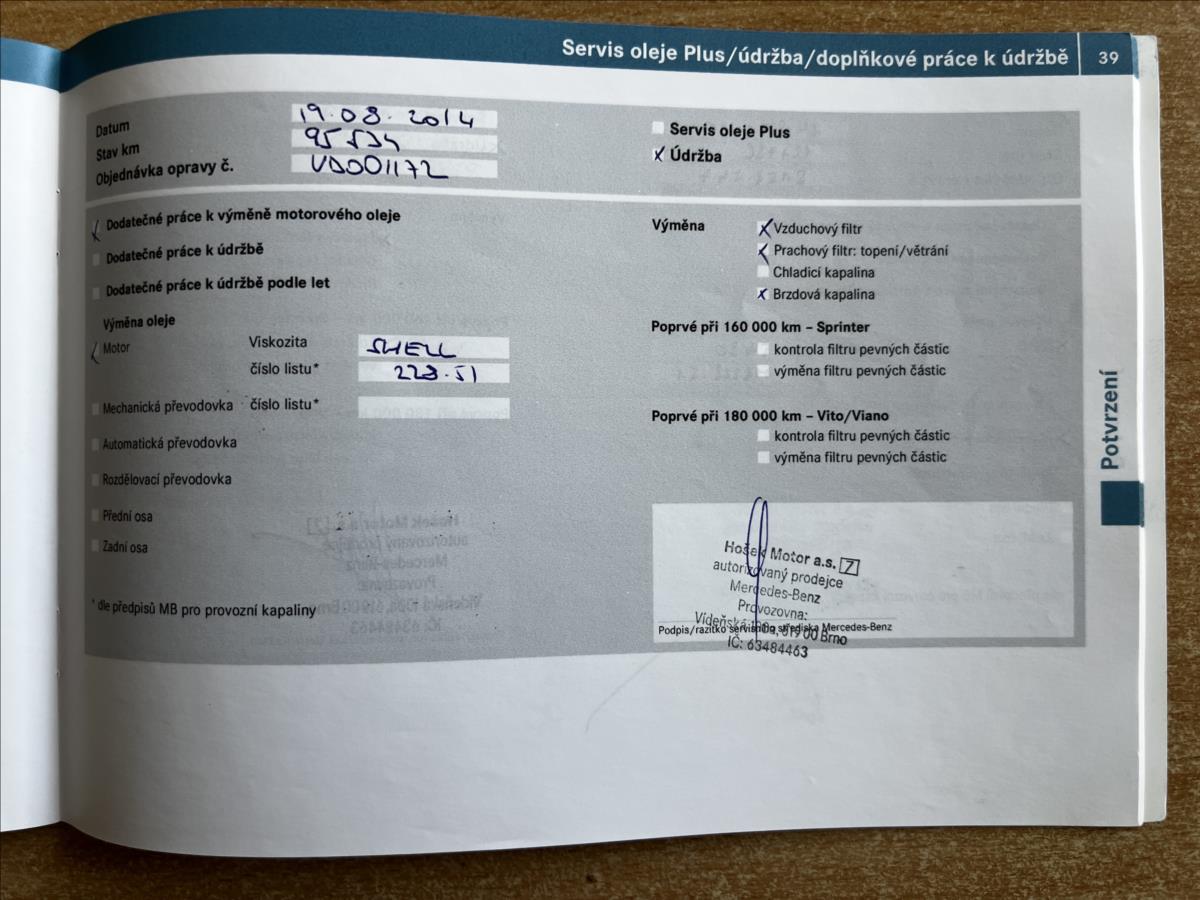 Servis oleje Plus/údržba/doplňkové práce k údržbě 39
Datum 19.08.2014
Stav km 95 534
Objednávka opravy č. VD001172
Servis oleje Plus
x Údržba
Dodatečné práce k výměně motorového oleje
Dodatečné práce k údržbě
Dodatečné práce k údržbě podle let
Výměna oleje
Motor Viskozita SHELL
číslo listu* 228.51
Mechanická převodovka číslo listu*
Automatická převodovka
Rozdělovací převodovka
Přední osa
Zadní osa
* dle předpisů MB pro provozní kapaliny
Výměna x Vzduchový filtr
x Prachový filtr: topení/větrání
Chladicí kapalina
x Brzdová kapalina
Poprvé při 160 000 km – Sprinter
kontrola filtru pevných částic
výměna filtru pevných částic
Poprvé při 180 000 km – Vito/Viano
kontrola filtru pevných částic
výměna filtru pevných částic
Hošek Motor a.s. 7
autorizovaný prodejce
Mercedes-Benz
Provozovna:
Vídeňská 619 00 Brno
Podpis/razítko servisního střediska Mercedes-Benz
IČ: 63484463
Potvrzení